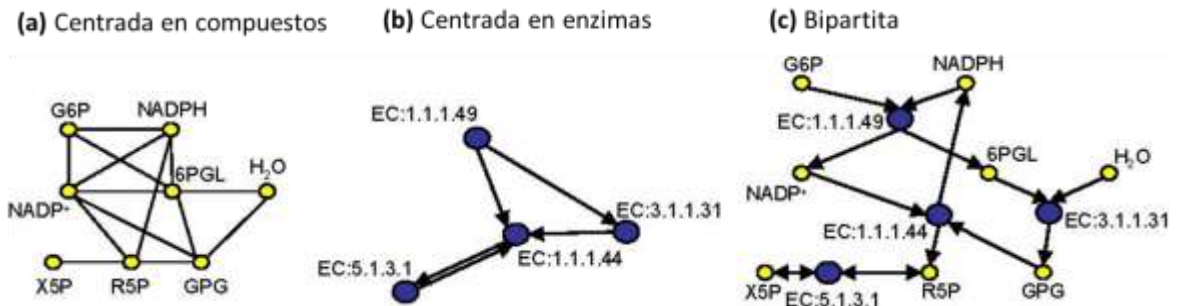 (a) Centrada en compuestos
(b) Centrada en enzimas
(c) Bipartita
G6P
NADPH
6PGL
H₂O
NADP⁺
X5P
R5P
GPG
EC:1.1.1.49
EC:3.1.1.31
EC:1.1.1.44
EC:5.1.3.1
G6P
NADPH
EC:1.1.1.49
6PGL
H₂O
NADP⁺
EC:3.1.1.31
EC:1.1.1.44
X5P
EC:5.1.3.1
R5P
GPG